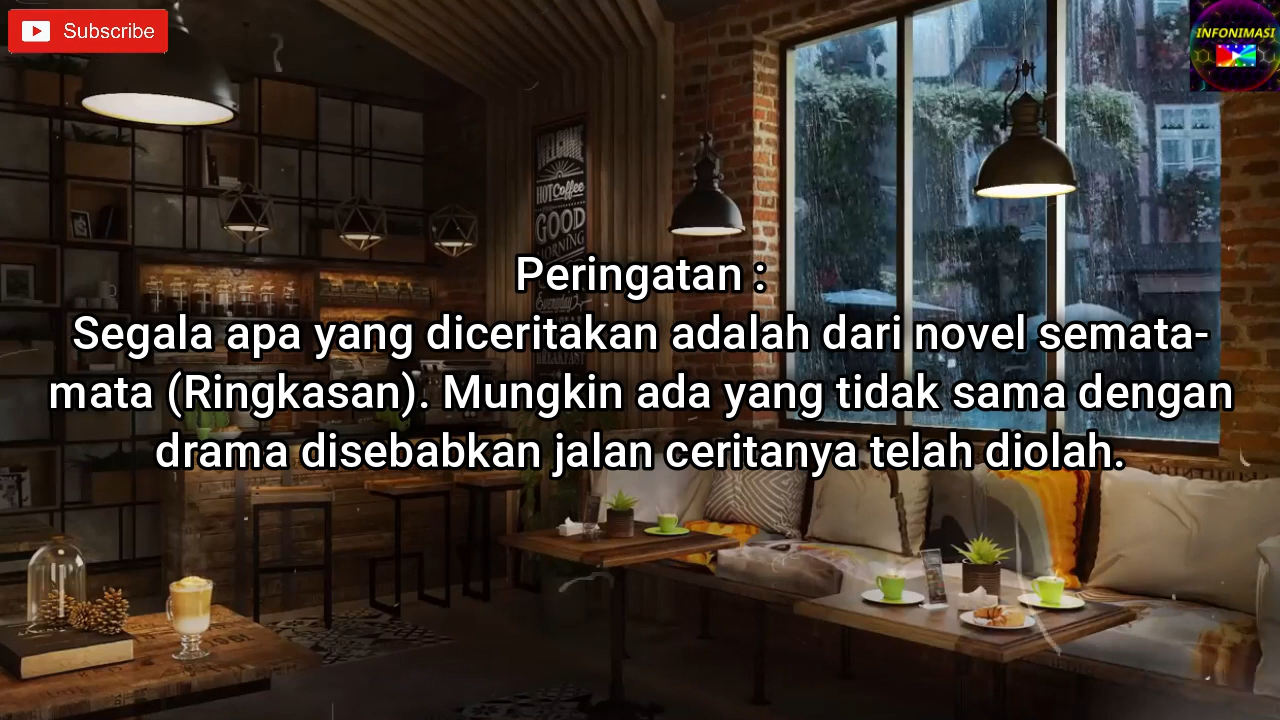 Subscribe
INFONIMASI
HOT Coffee
GOOD
MORNING
Peringatan :
Segala apa yang diceritakan adalah dari novel semata-
mata (Ringkasan). Mungkin ada yang tidak sama dengan
drama disebabkan jalan ceritanya telah diolah.